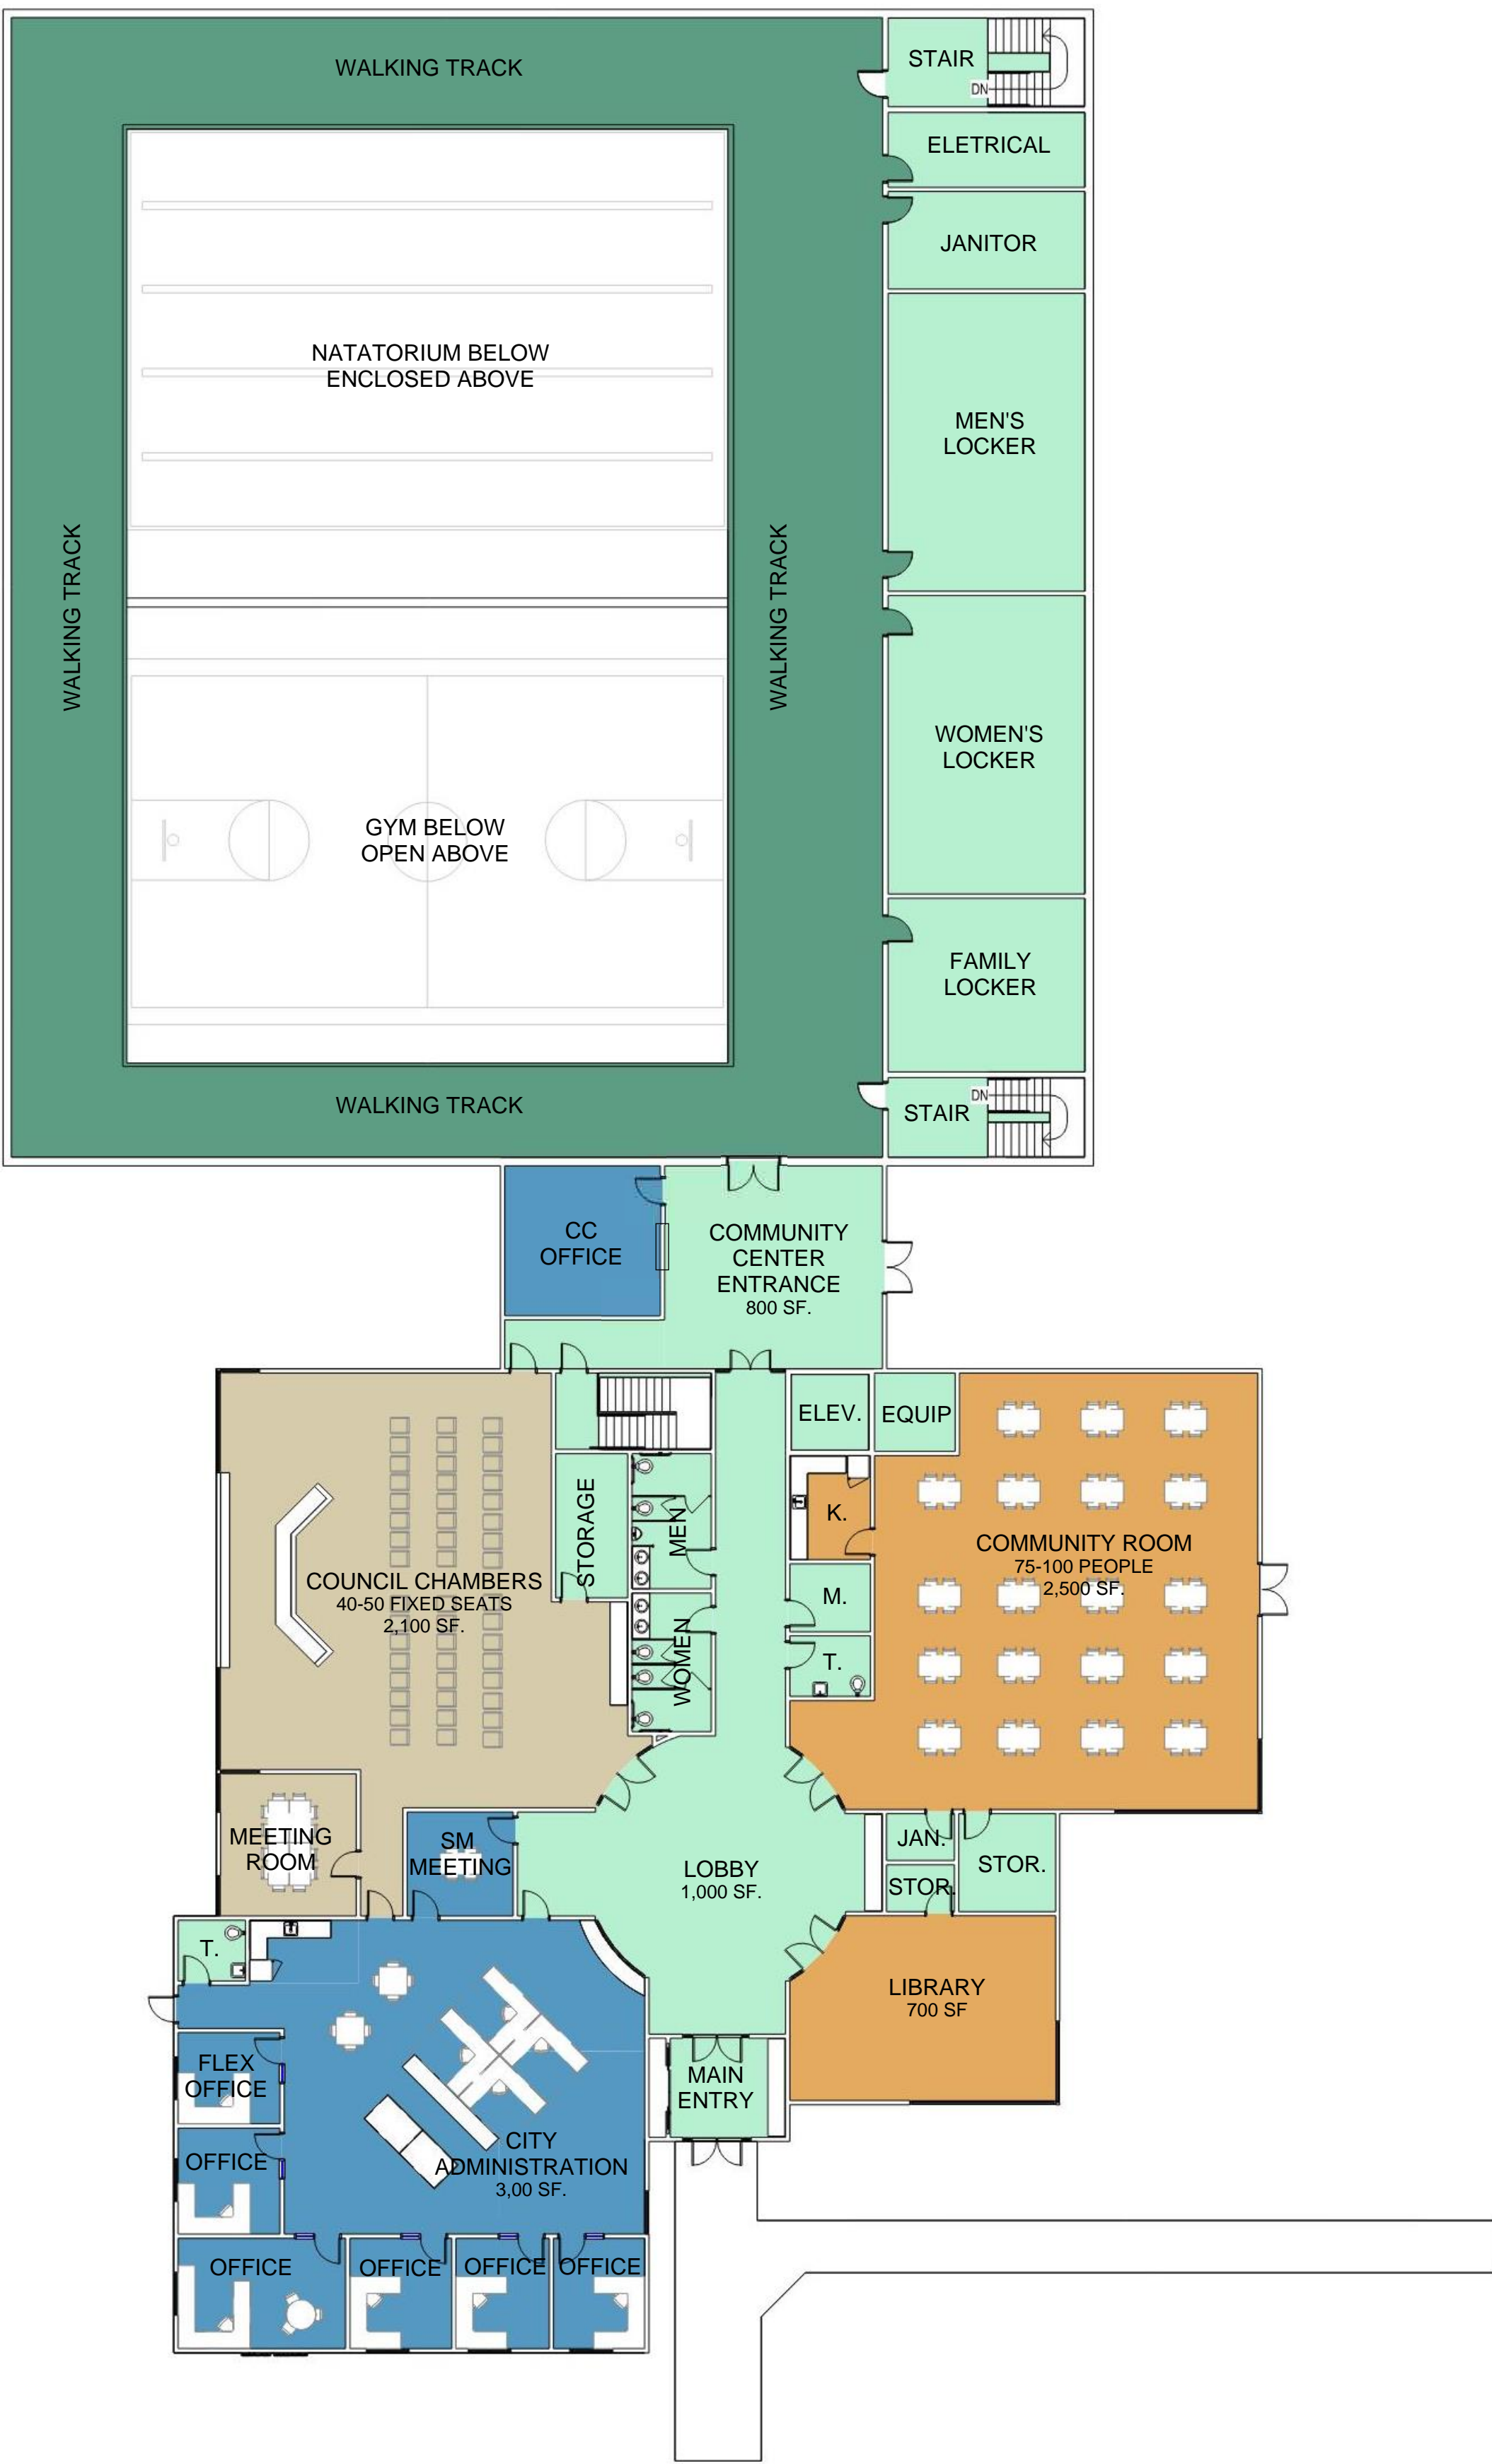 WALKING TRACK
STAIR
DN
ELETRICAL
JANITOR
NATATORIUM BELOW
ENCLOSED ABOVE
MEN'S
LOCKER
WALKING TRACK
WALKING TRACK
WOMEN'S
LOCKER
GYM BELOW
OPEN ABOVE
FAMILY
LOCKER
WALKING TRACK
STAIR
DN
CC
OFFICE
COMMUNITY
CENTER
ENTRANCE
800 SF.
ELEV.
EQUIP
STORAGE
MEN
K.
COMMUNITY ROOM
75-100 PEOPLE
2,500 SF.
COUNCIL CHAMBERS
40-50 FIXED SEATS
2,100 SF.
M.
WOMEN
T.
MEETING
ROOM
SM
MEETING
LOBBY
1,000 SF.
JAN.
STOR.
STOR.
T.
LIBRARY
700 SF
FLEX
OFFICE
MAIN
ENTRY
OFFICE
CITY
ADMINISTRATION
3,00 SF.
OFFICE
OFFICE
OFFICE
OFFICE